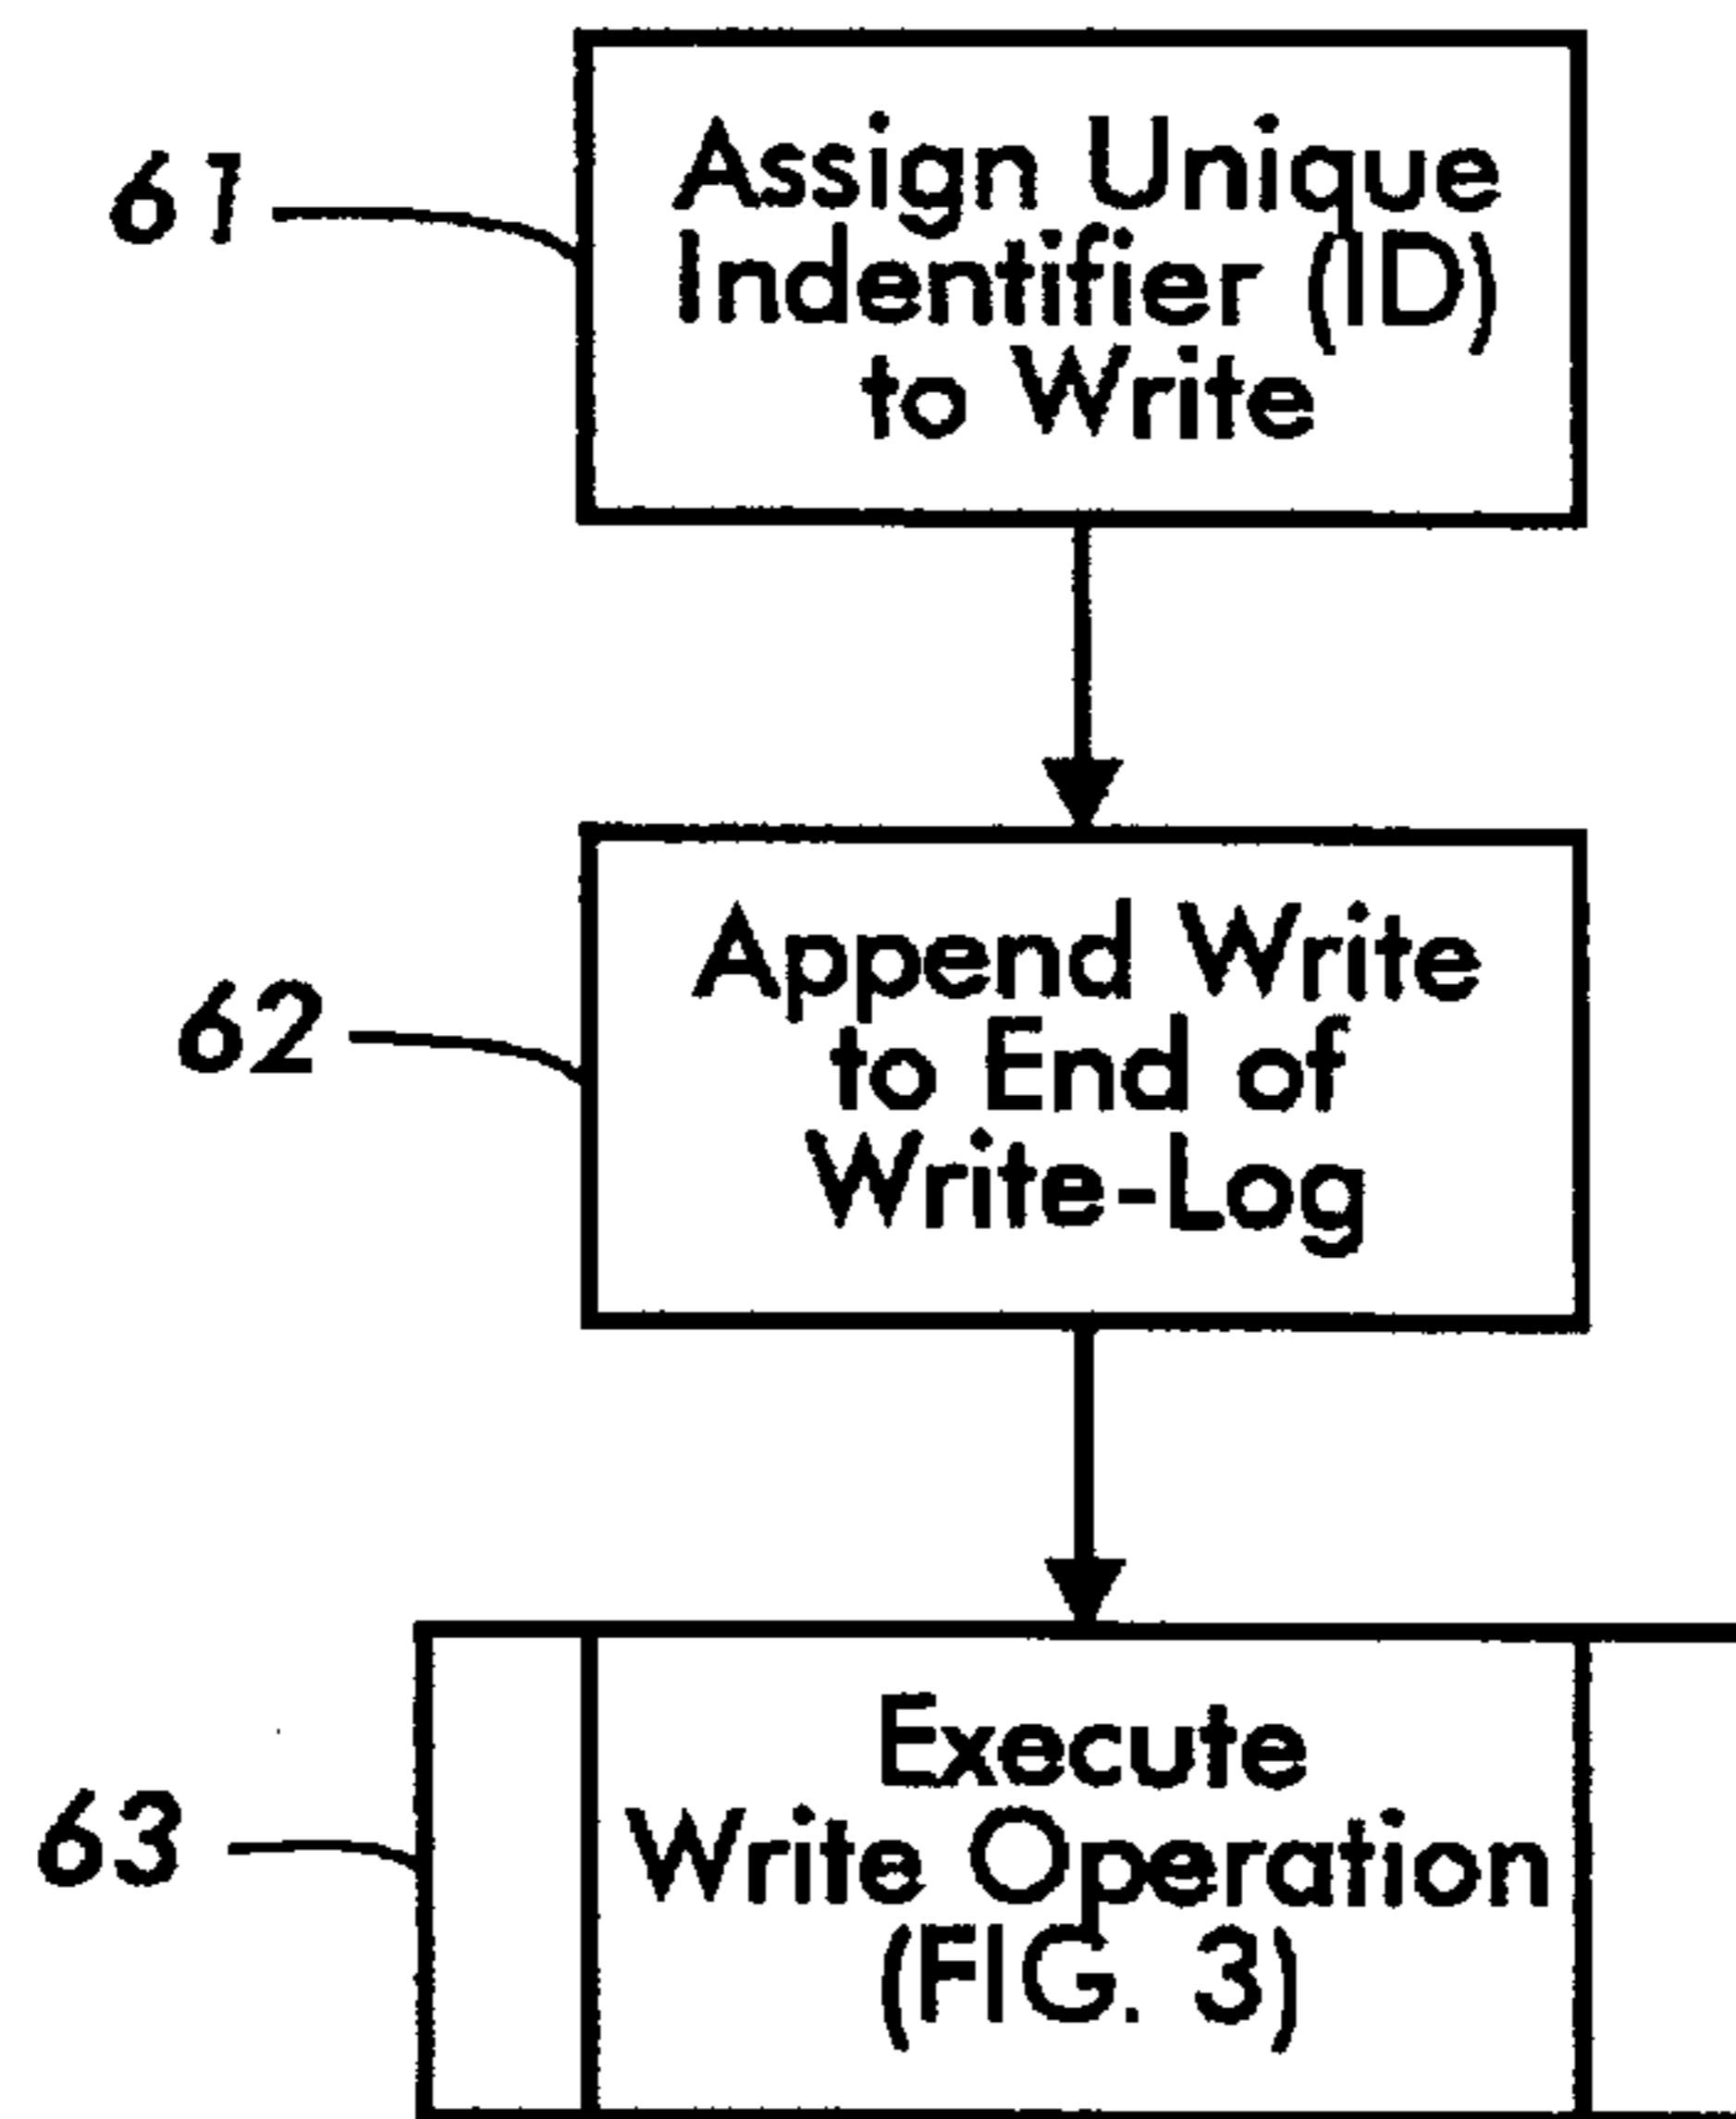 61
Assign Unique
Indentifier (ID)
to Write
62
Append Write
to End of
Write-Log
63
Execute
Write Operation
(FIG. 3)